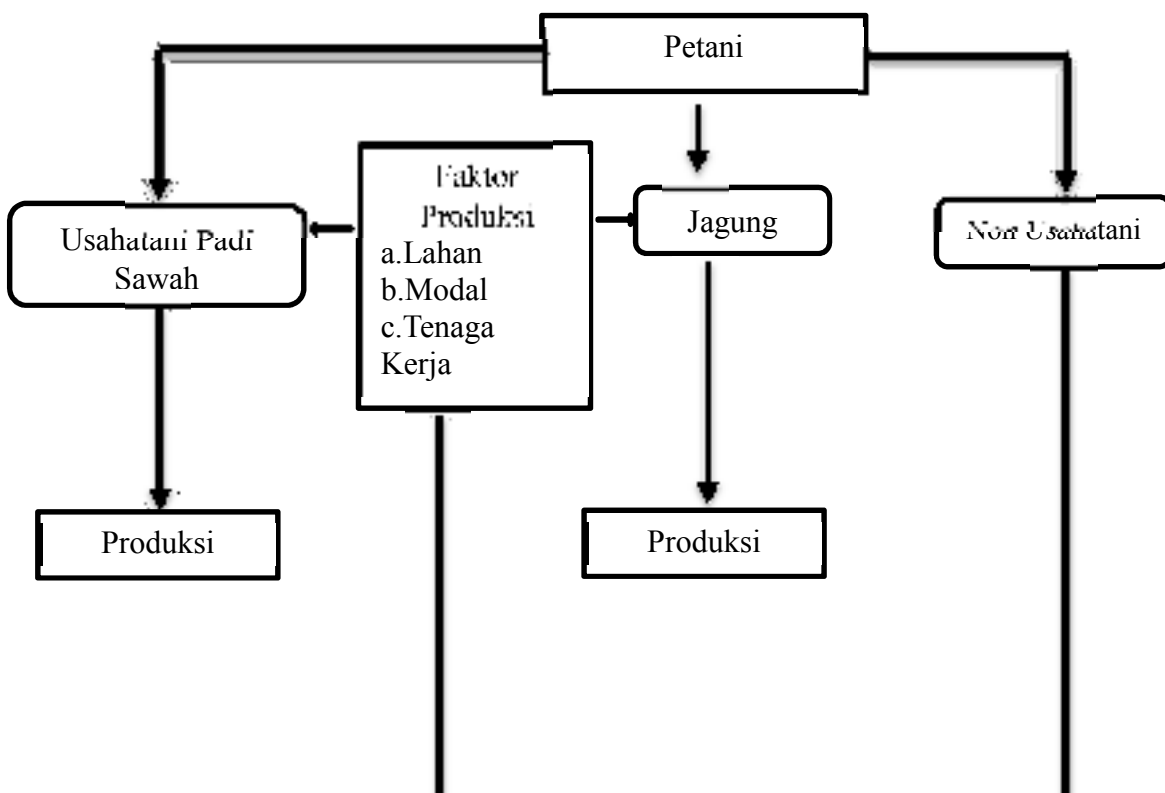 Petani
Faktor
Produksi
a.Lahan
b.Modal
c.Tenaga
Kerja
Usahatani Padi
Sawah
Jagung
Non Usahatani
Produksi
Produksi